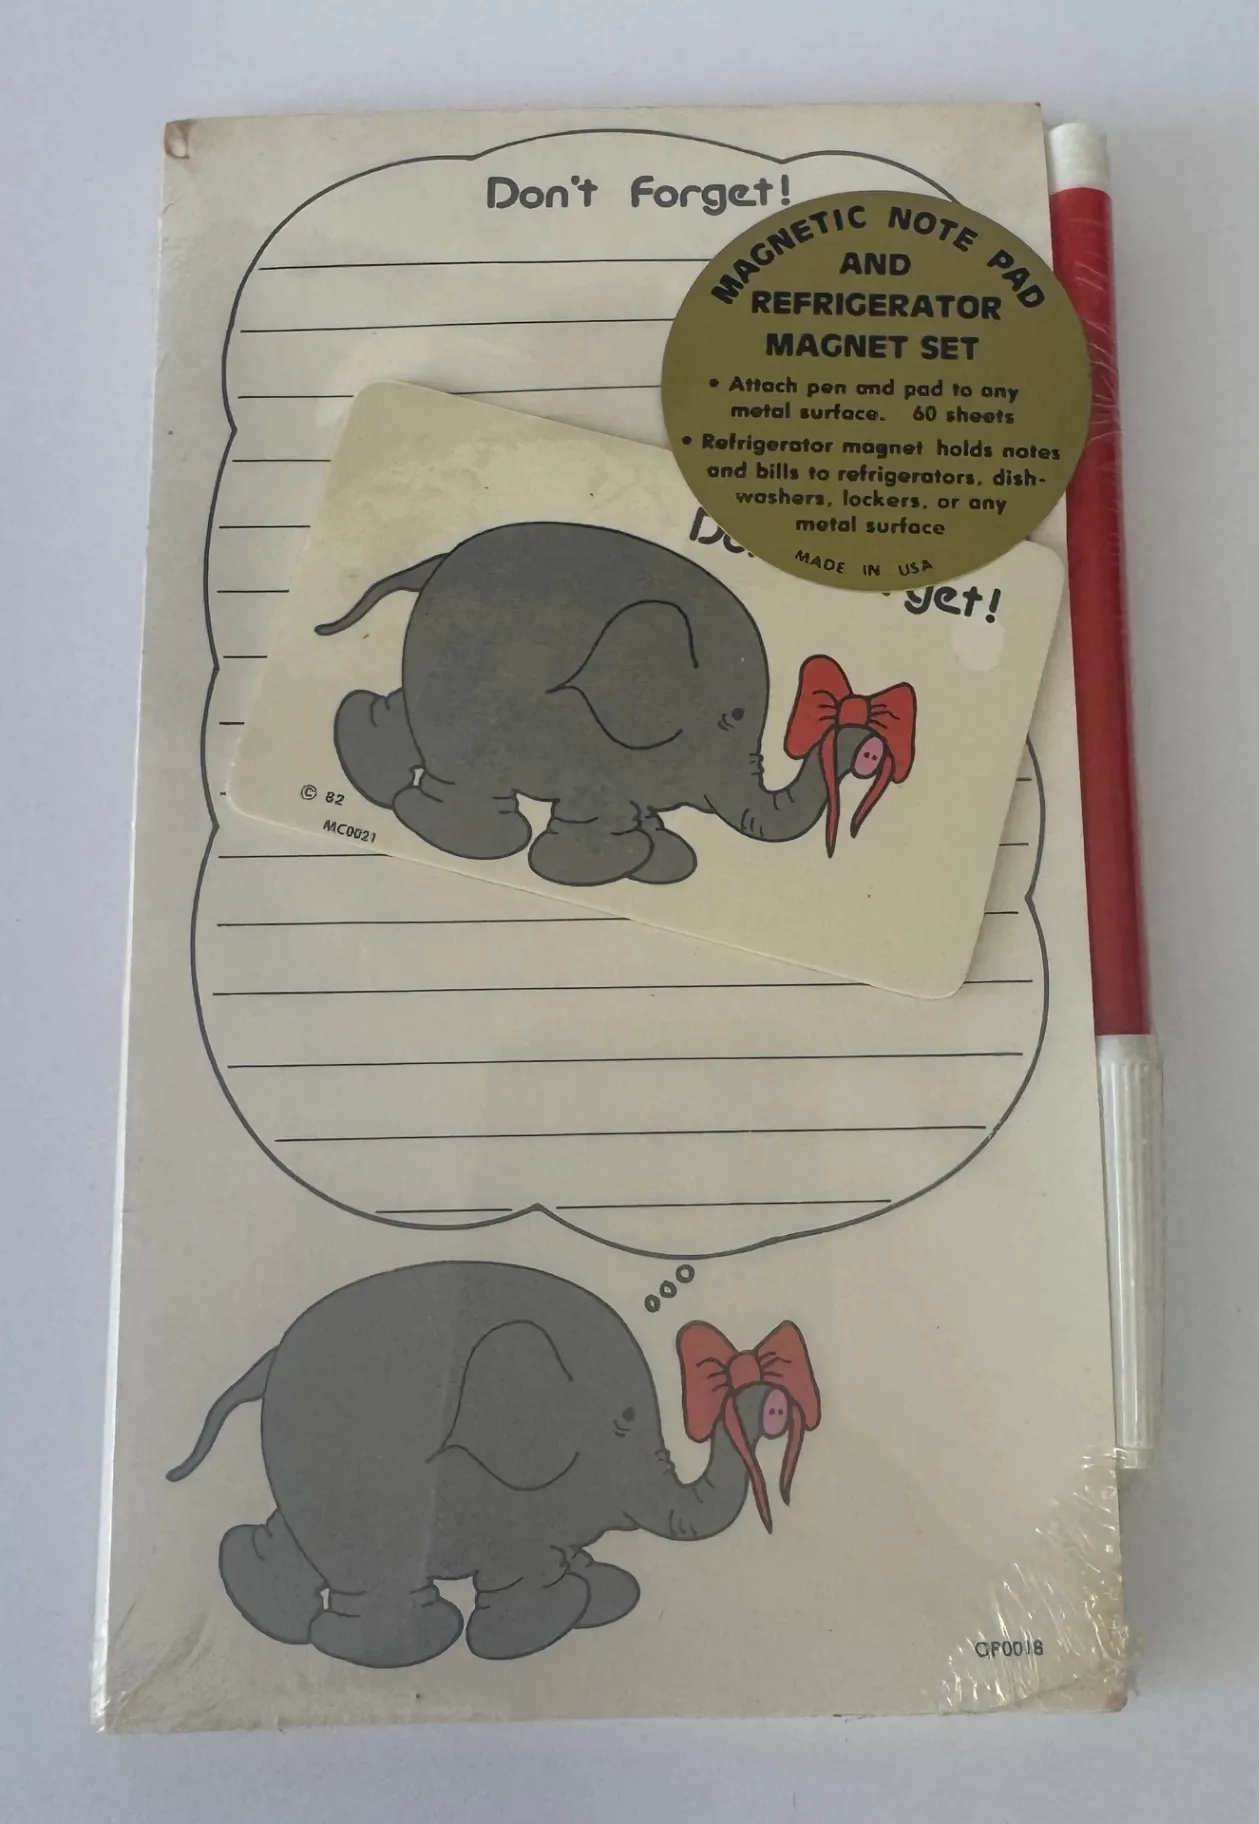 Don't Forget!
MAGNETIC NOTE PAD
AND
REFRIGERATOR
MAGNET SET
• Attach pen and pad to any
metal surface. 60 sheets
• Refrigerator magnet holds notes
and bills to refrigerators, dish-
washers, lockers, or any
metal surface
MADE IN USA
get!
© 82
MC0021